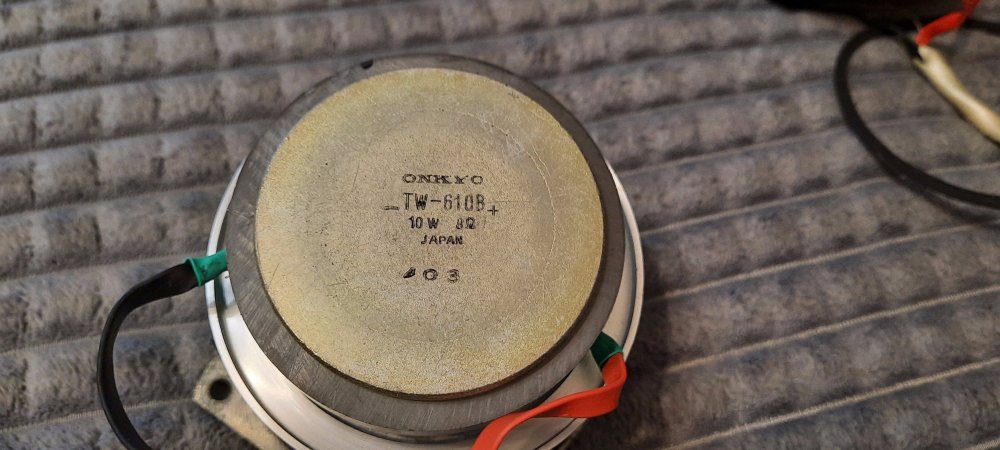 ONKYO
- TW-610B +
10W 8Ω
JAPAN
03